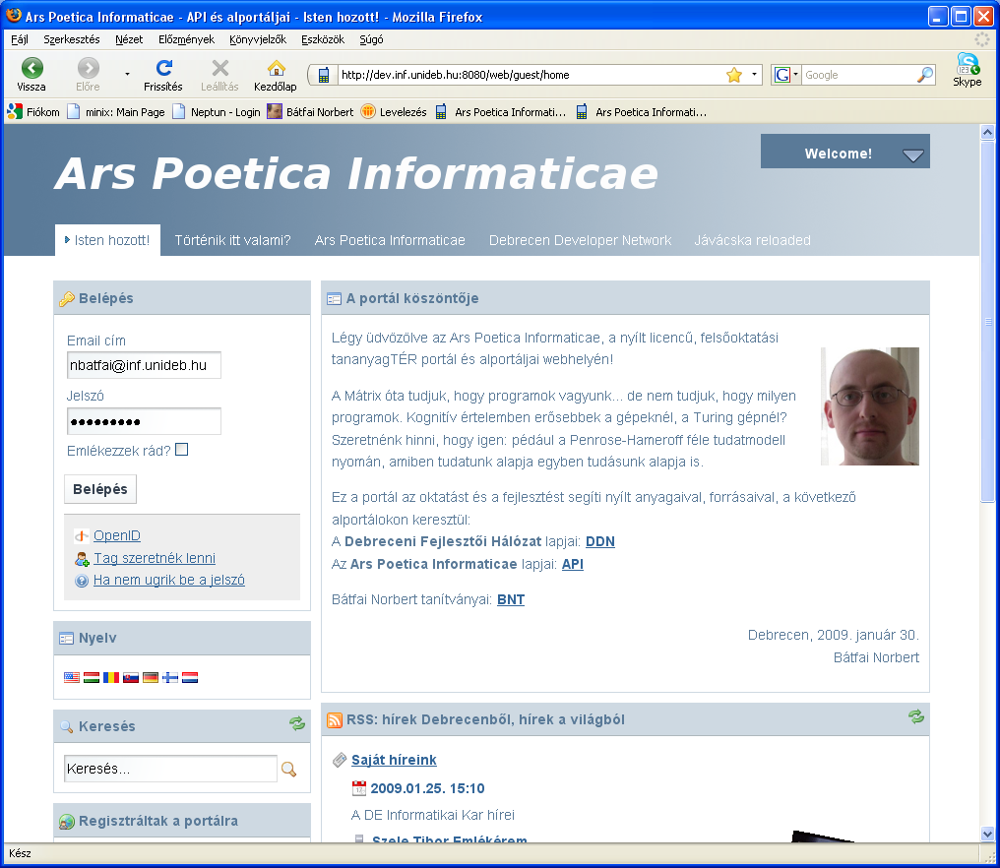 Ars Poetica Informaticae - API és alportáljai - Isten hozott! - Mozilla Firefox
Fájl Szerkesztés Nézet Előzmények Könyvjelzők Eszközök Súgó
Vissza Előre Frissítés Leállítás Kezdőlap http://dev.inf.unideb.hu:8080/web/guest/home Google Skype
Fiókom minix: Main Page Neptun - Login Bátfai Norbert Levelezés Ars Poetica Informati... Ars Poetica Informati...
Ars Poetica Informaticae
Welcome!
Isten hozott! Történik itt valami? Ars Poetica Informaticae Debrecen Developer Network Jávácska reloaded
Belépés
Email cím
nbatfai@inf.unideb.hu
Jelszó
Emlékezzek rád?
Belépés
OpenID
Tag szeretnék lenni
Ha nem ugrik be a jelszó
Nyelv
Keresés
Keresés...
Regisztráltak a portálra
A portál köszöntője
Légy üdvözölve az Ars Poetica Informaticae, a nyílt licencű, felsőoktatási
tananyagTÉR portál és alportáljai webhelyén!
A Mátrix óta tudjuk, hogy programok vagyunk... de nem tudjuk, hogy milyen
programok. Kognitív értelemben erősebbek a gépeknél, a Turing gépnél?
Szeretnénk hinni, hogy igen: pédául a Penrose-Hameroff féle tudatmodell
nyomán, amiben tudatunk alapja egyben tudásunk alapja is.
Ez a portál az oktatást és a fejlesztést segíti nyílt anyagaival, forrásaival, a következő
alportálokon keresztül:
A Debreceni Fejlesztői Hálózat lapjai: DDN
Az Ars Poetica Informaticae lapjai: API
Bátfai Norbert tanítványai: BNT
Debrecen, 2009. január 30.
Bátfai Norbert
RSS: hírek Debrecenből, hírek a világból
Saját híreink
2009.01.25. 15:10
A DE Informatikai Kar hírei
Szele Tibor Emlékérem
Kész